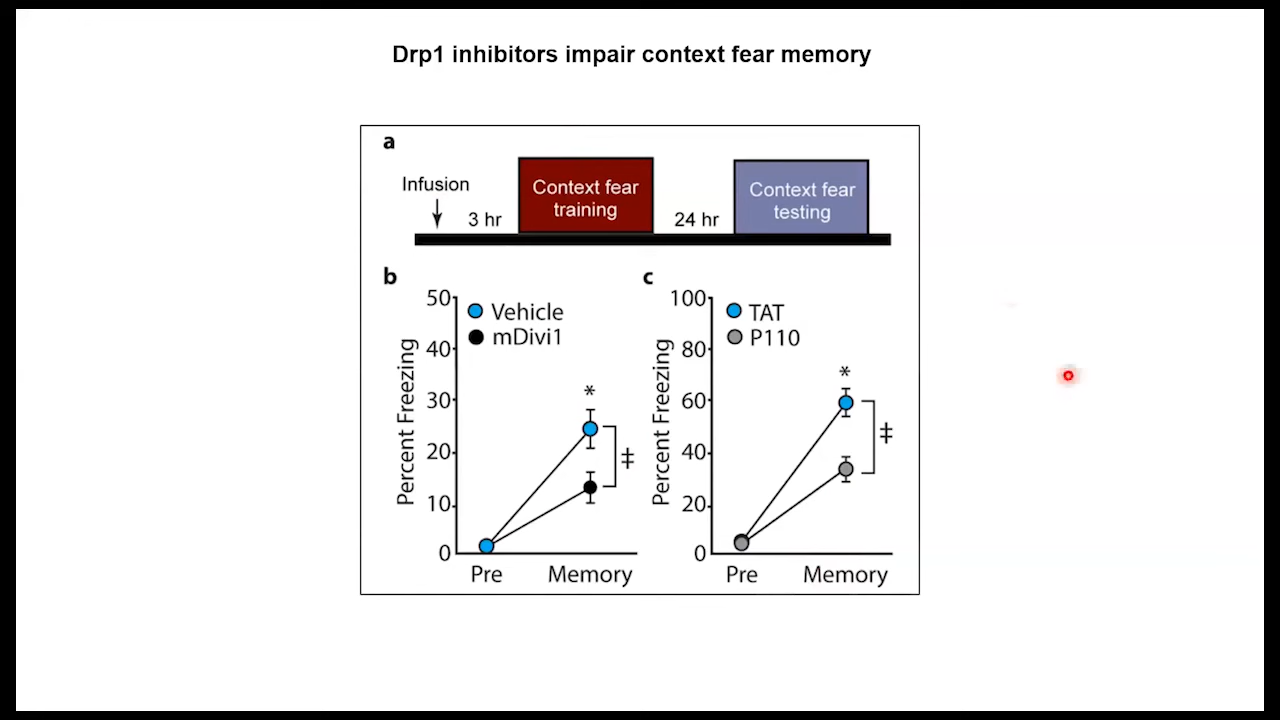 Drp1 inhibitors impair context fear memory
a
Infusion
3 hr
Context fear
training
24 hr
Context fear
testing
b
50
40
30
20
10
0
Percent Freezing
Vehicle
mDivi1
*
‡
Pre
Memory
c
100
80
60
40
20
0
Percent Freezing
TAT
P110
*
‡
Pre
Memory